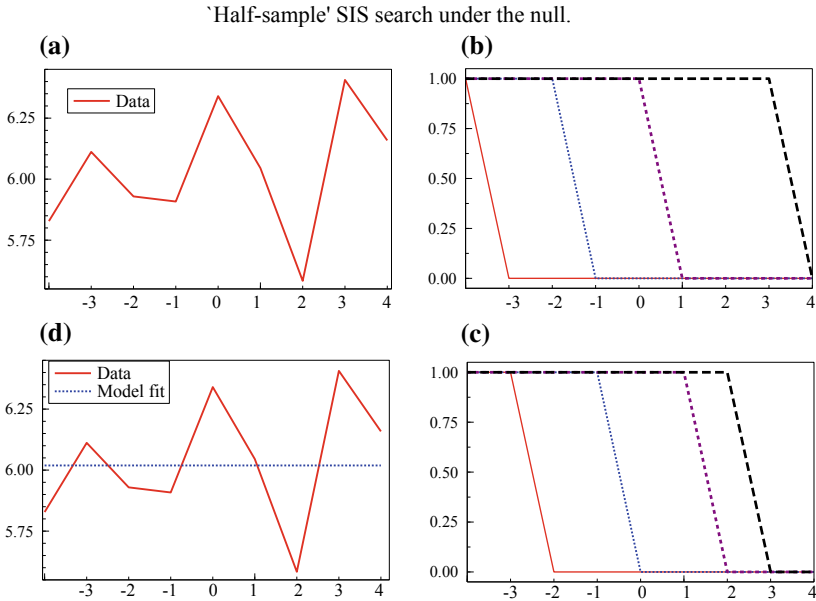 `Half-sample' SIS search under the null.
(a)
Data
6.25
6.00
5.75
-3 -2 -1 0 1 2 3 4
(b)
1.00
0.75
0.50
0.25
0.00
-3 -2 -1 0 1 2 3 4
(d)
Data
Model fit
6.25
6.00
5.75
-3 -2 -1 0 1 2 3 4
(c)
1.00
0.75
0.50
0.25
0.00
-3 -2 -1 0 1 2 3 4